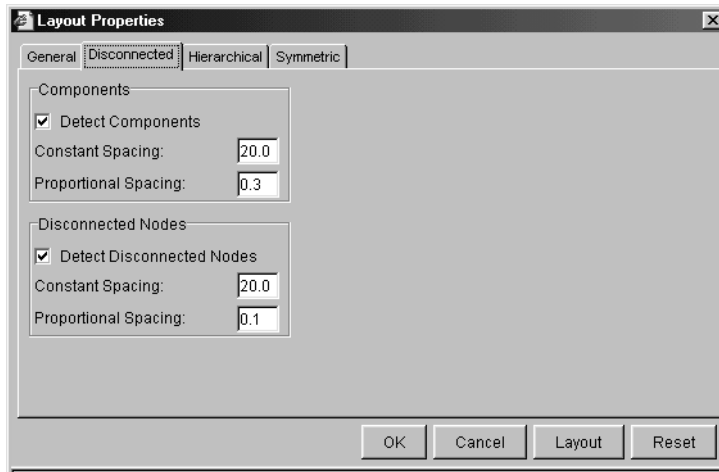 Layout Properties
General Disconnected Hierarchical Symmetric
Components
Detect Components
Constant Spacing: 20.0
Proportional Spacing: 0.3
Disconnected Nodes
Detect Disconnected Nodes
Constant Spacing: 20.0
Proportional Spacing: 0.1
OK Cancel Layout Reset